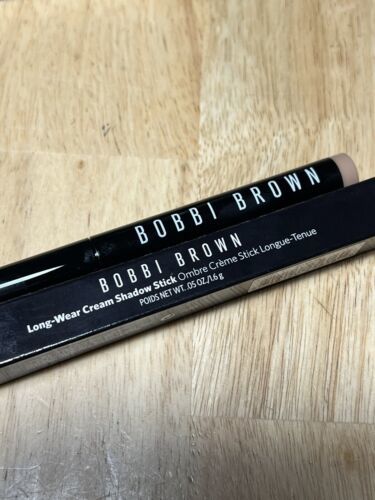 BOBBI BROWN
BOBBI BROWN
Long-Wear Cream Shadow Stick Ombre Crème Stick Longue-Tenue
POIDS NET WT. .05 OZ./1.6 g